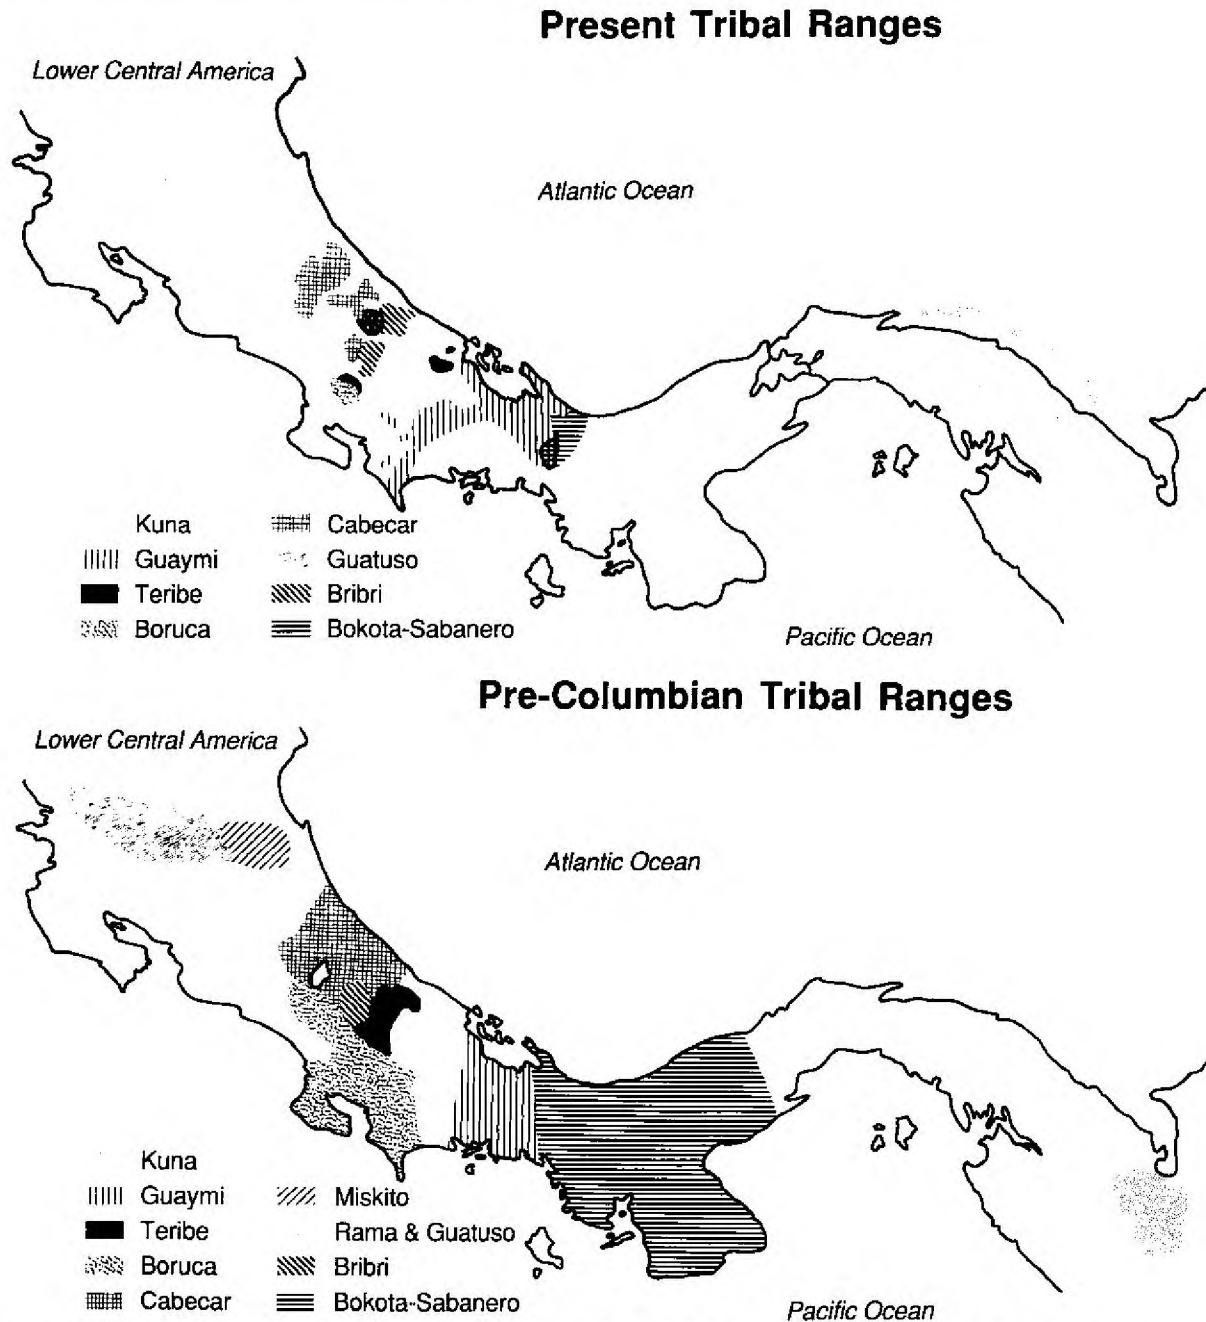 Present Tribal Ranges
Lower Central America
Atlantic Ocean
Kuna
Guaymi
Teribe
Boruca
Cabecar
Guatuso
Bribri
Bokota-Sabanero
Pacific Ocean
Pre-Columbian Tribal Ranges
Lower Central America
Atlantic Ocean
Kuna
Guaymi
Teribe
Boruca
Cabecar
Miskito
Rama & Guatuso
Bribri
Bokota-Sabanero
Pacific Ocean